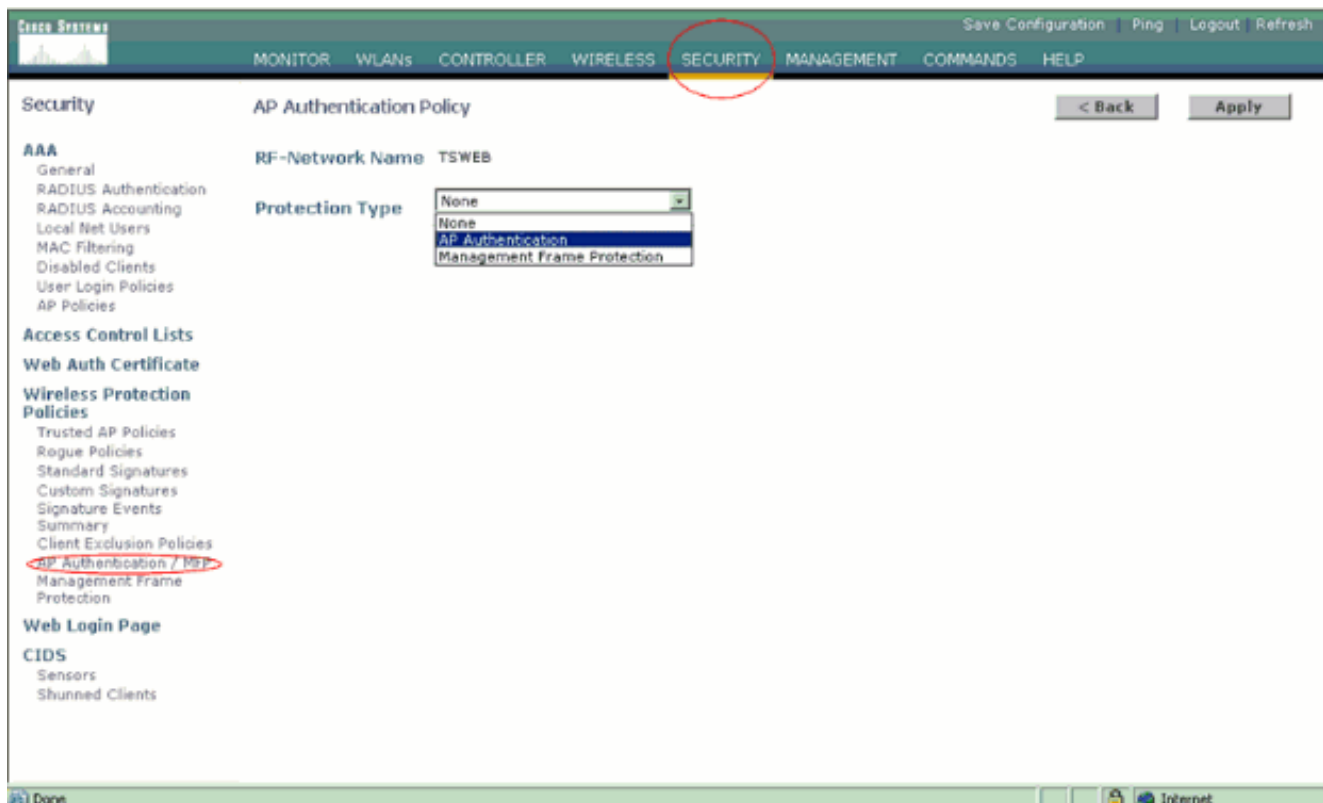 CISCO SYSTEMS
Save Configuration | Ping | Logout | Refresh
MONITOR WLANs CONTROLLER WIRELESS SECURITY MANAGEMENT COMMANDS HELP
Security
AAA
General
RADIUS Authentication
RADIUS Accounting
Local Net Users
MAC Filtering
Disabled Clients
User Login Policies
AP Policies
Access Control Lists
Web Auth Certificate
Wireless Protection
Policies
Trusted AP Policies
Rogue Policies
Standard Signatures
Custom Signatures
Signature Events
Summary
Client Exclusion Policies
AP Authentication / MFP
Management Frame
Protection
Web Login Page
CIDS
Sensors
Shunned Clients
AP Authentication Policy
< Back Apply
RF-Network Name TSWEB
Protection Type None
None
AP Authentication
Management Frame Protection
Done Internet